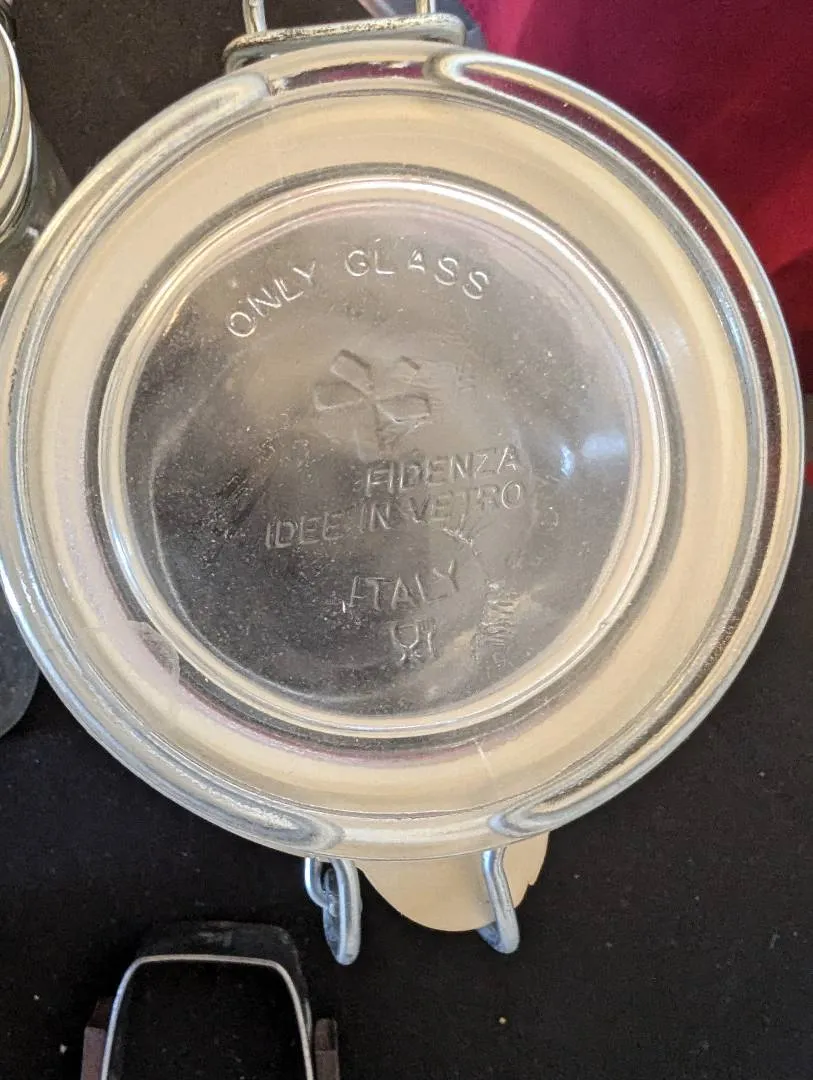 ONLY GLASS
FIDENZA
IDEE IN VETRO
ITALY